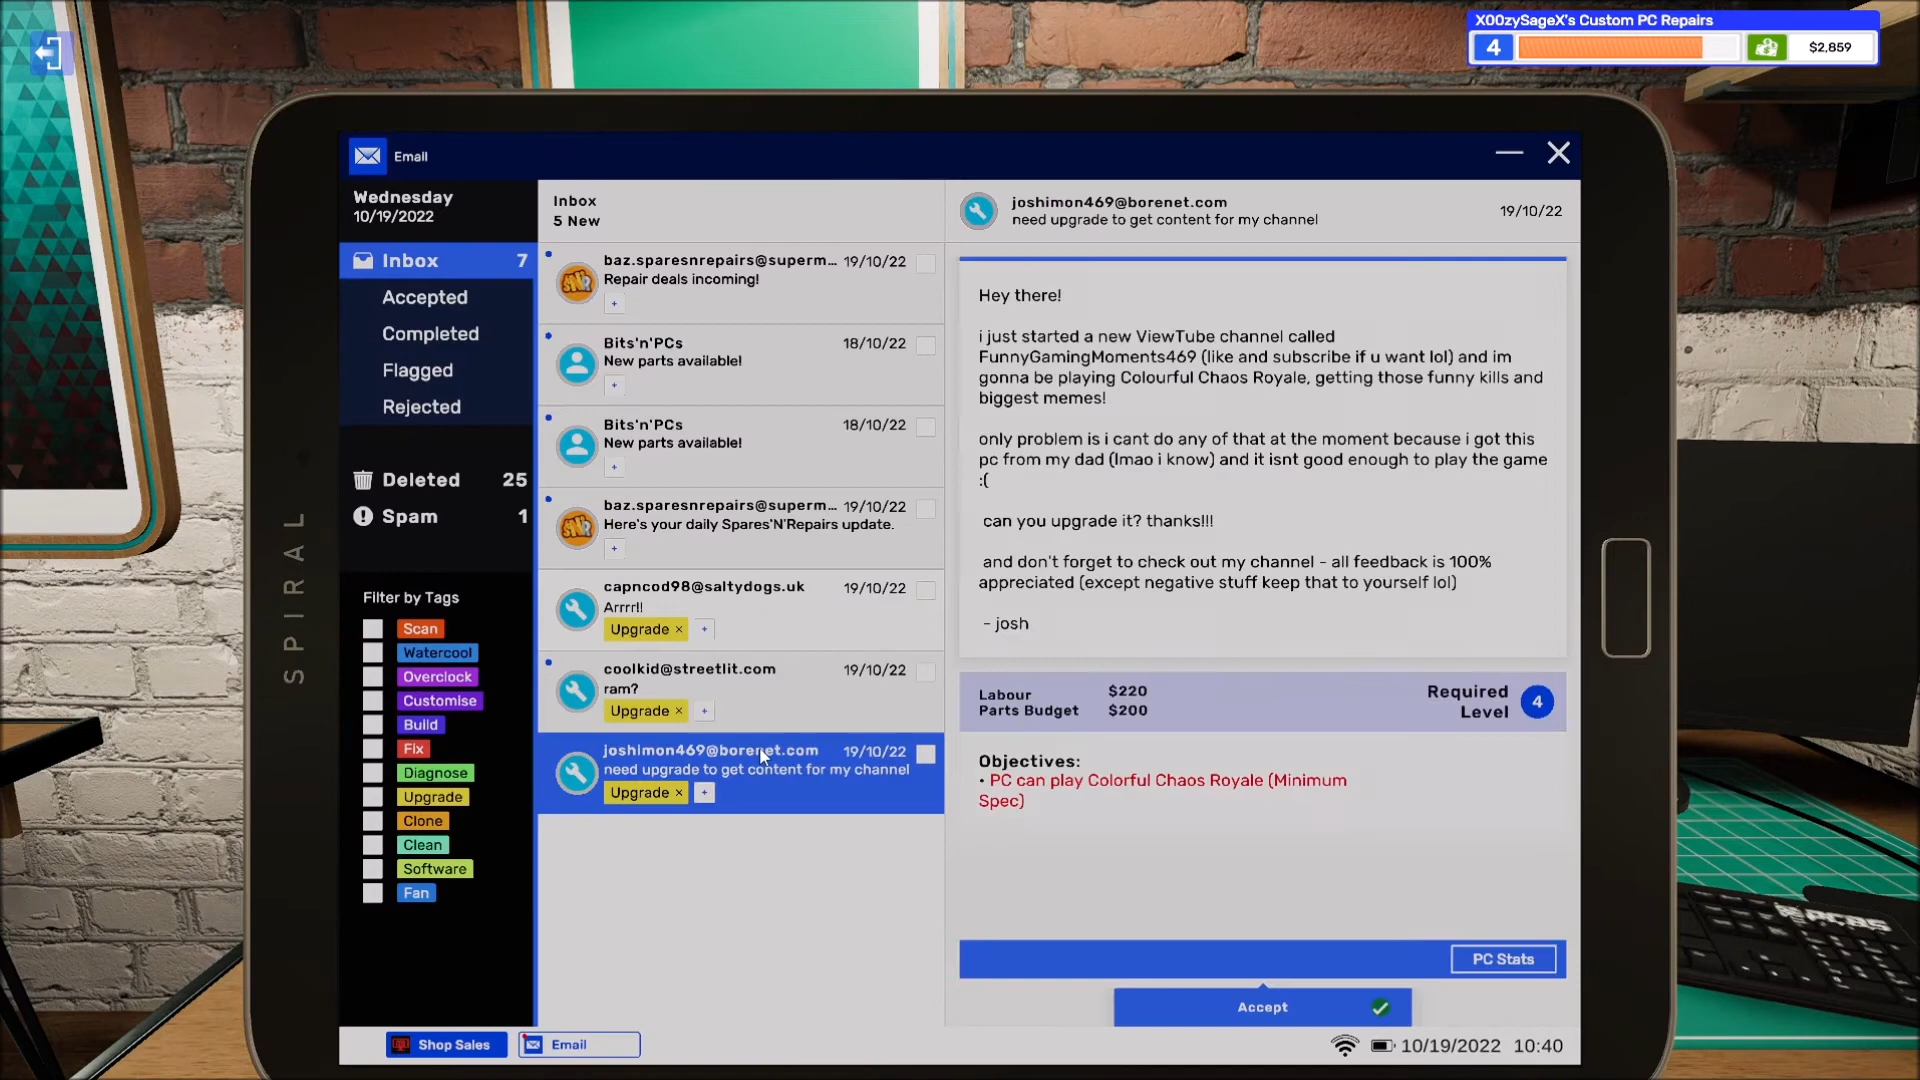 X00zySageX's Custom PC Repairs
4
$2,859
Email
Wednesday
10/19/2022
Inbox 7
Accepted
Completed
Flagged
Rejected
Deleted 25
Spam 1
Filter by Tags
Scan
Watercool
Overclock
Customise
Build
Fix
Diagnose
Upgrade
Clone
Clean
Software
Fan
Inbox
5 New
baz.sparesnrepairs@superm... 19/10/22
Repair deals incoming!
+
Bits'n'PCs 18/10/22
New parts available!
+
Bits'n'PCs 18/10/22
New parts available!
+
baz.sparesnrepairs@superm... 19/10/22
Here's your daily Spares'N'Repairs update.
+
capncod98@saltydogs.uk 19/10/22
Arrrr!!
Upgrade × +
coolkid@streetlit.com 19/10/22
ram?
Upgrade × +
joshimon469@borenet.com 19/10/22
need upgrade to get content for my channel
Upgrade × +
joshimon469@borenet.com
need upgrade to get content for my channel
19/10/22
Hey there!
i just started a new ViewTube channel called
FunnyGamingMoments469 (like and subscribe if u want lol) and im
gonna be playing Colourful Chaos Royale, getting those funny kills and
biggest memes!
only problem is i cant do any of that at the moment because i got this
pc from my dad (lmao i know) and it isnt good enough to play the game
:(
can you upgrade it? thanks!!!
and don't forget to check out my channel - all feedback is 100%
appreciated (except negative stuff keep that to yourself lol)
- josh
Labour $220
Parts Budget $200
Required
Level 4
Objectives:
• PC can play Colorful Chaos Royale (Minimum
Spec)
PC Stats
Accept
Shop Sales
Email
10/19/2022 10:40
SPIRAL
SNR
SNR